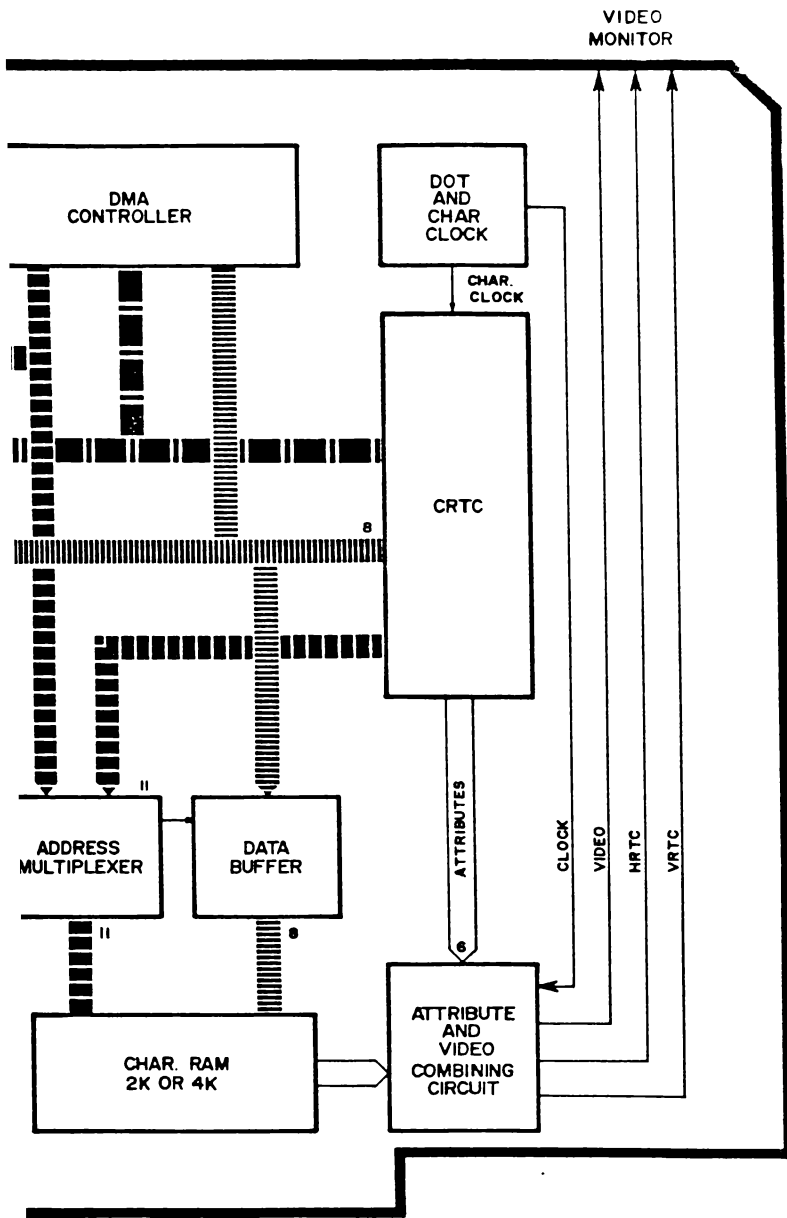 VIDEO
MONITOR
DMA
CONTROLLER
DOT
AND
CHAR
CLOCK
CHAR.
CLOCK
CRTC
8
11
ADDRESS
MULTIPLEXER
DATA
BUFFER
ATTRIBUTES
CLOCK
VIDEO
HRTC
VRTC
11
8
6
CHAR. RAM
2K OR 4K
ATTRIBUTE
AND
VIDEO
COMBINING
CIRCUIT